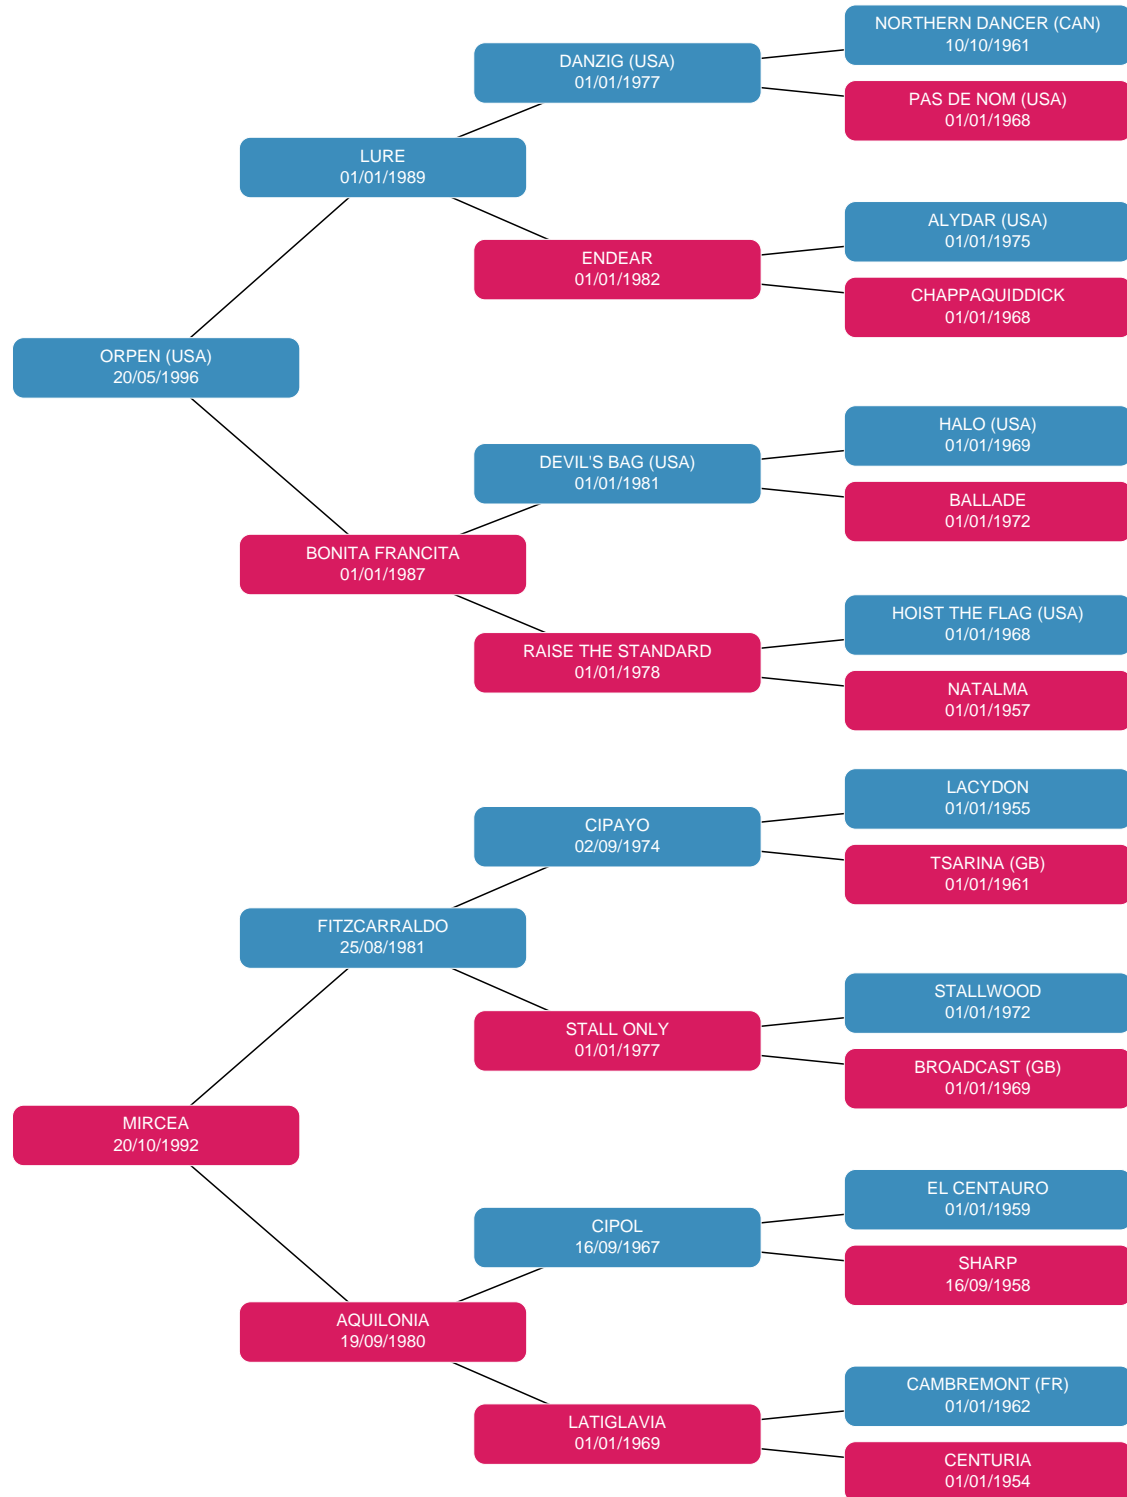 NORTHERN DANCER (CAN)
10/10/1961
DANZIG (USA)
01/01/1977
PAS DE NOM (USA)
01/01/1968
LURE
01/01/1989
ALYDAR (USA)
01/01/1975
ENDEAR
01/01/1982
CHAPPAQUIDDICK
01/01/1968
ORPEN (USA)
20/05/1996
HALO (USA)
01/01/1969
DEVIL'S BAG (USA)
01/01/1981
BALLADE
01/01/1972
BONITA FRANCITA
01/01/1987
HOIST THE FLAG (USA)
01/01/1968
RAISE THE STANDARD
01/01/1978
NATALMA
01/01/1957
LACYDON
01/01/1955
CIPAYO
02/09/1974
TSARINA (GB)
01/01/1961
FITZCARRALDO
25/08/1981
STALLWOOD
01/01/1972
STALL ONLY
01/01/1977
BROADCAST (GB)
01/01/1969
MIRCEA
20/10/1992
EL CENTAURO
01/01/1959
CIPOL
16/09/1967
SHARP
16/09/1958
AQUILONIA
19/09/1980
CAMBREMONT (FR)
01/01/1962
LATIGLAVIA
01/01/1969
CENTURIA
01/01/1954